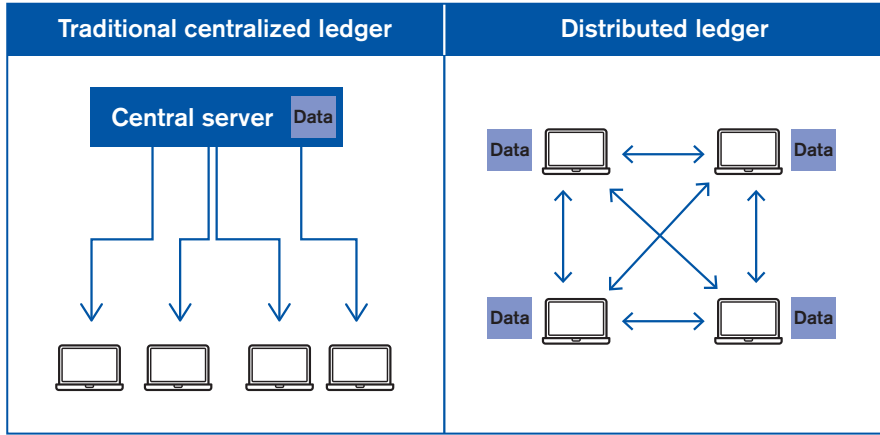 Traditional centralized ledger
Distributed ledger
Central server
Data
Data
Data
Data
Data